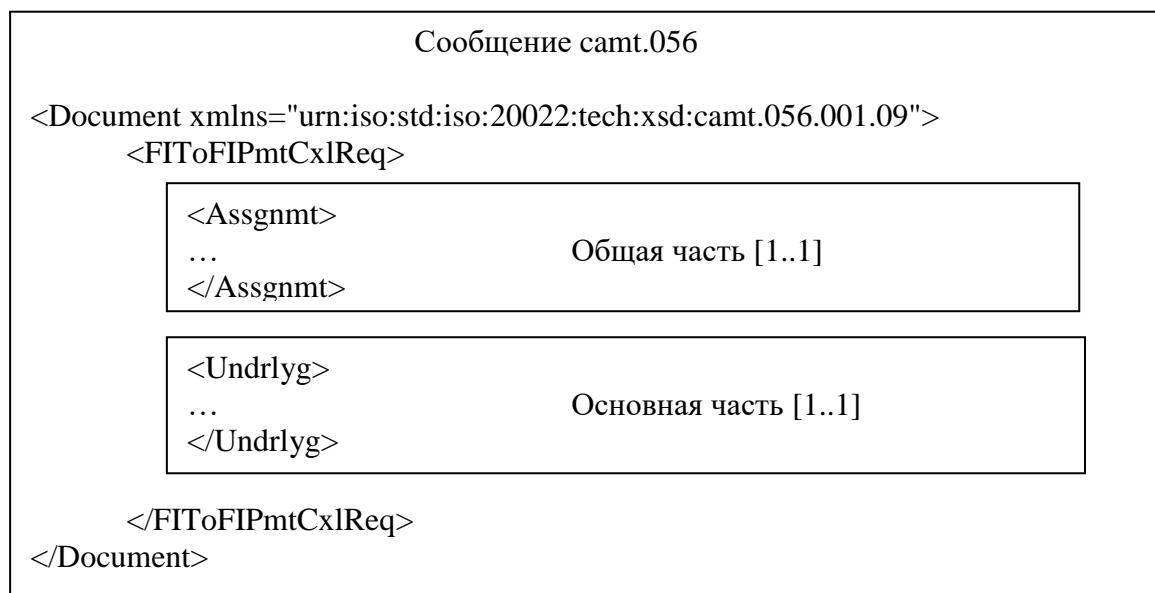 Сообщение camt.056
<Document xmlns="urn:iso:std:iso:20022:tech:xsd:camt.056.001.09">
<FIToFIPmtCxlReq>
<Assgnmt>
… Общая часть [1..1]
</Assgnmt>
<Undrlyg>
… Основная часть [1..1]
</Undrlyg>
</FIToFIPmtCxlReq>
</Document>